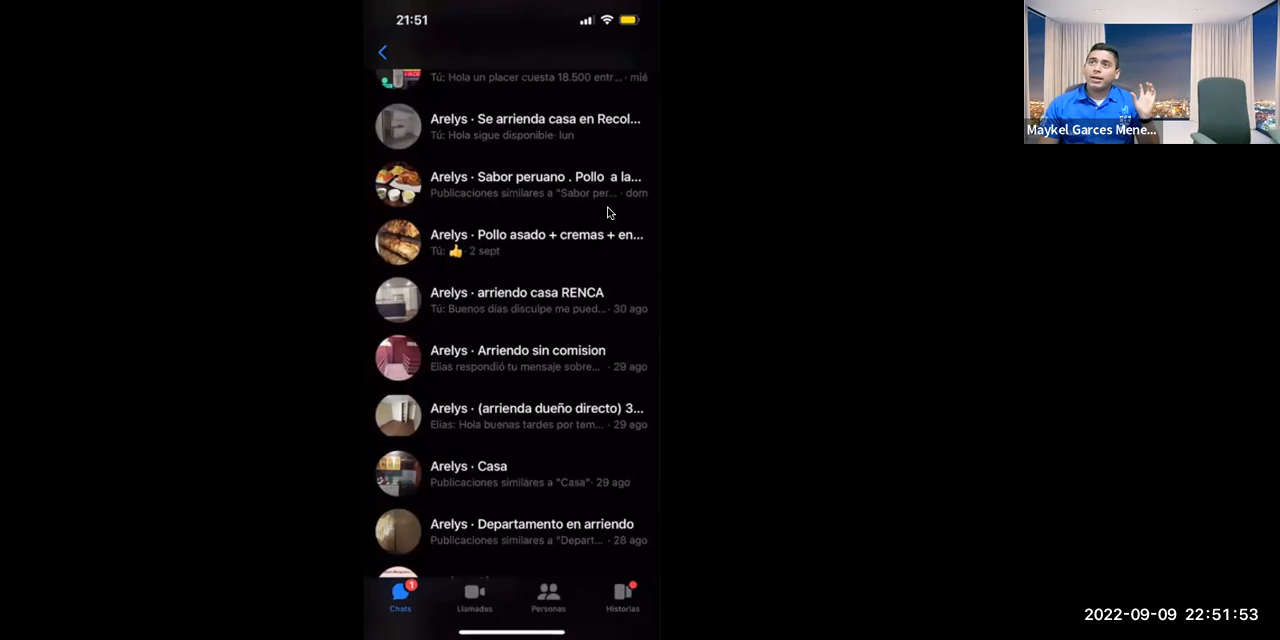 21:51
Tú: Hola un placer cuesta 18.500 entr... · mié
Arelys · Se arrienda casa en Recol...
Tú: Hola sigue disponible · lun
Arelys · Sabor peruano . Pollo a la...
Publicaciones similares a "Sabor per... · dom
Arelys · Pollo asado + cremas + en...
Tú: 👍 · 2 sept
Arelys · arriendo casa RENCA
Tú: Buenos días disculpe me pued... · 30 ago
Arelys · Arriendo sin comision
Elias respondió tu mensaje sobre... · 29 ago
Arelys · (arrienda dueño directo) 3...
Elias: Hola buenas tardes por tem... · 29 ago
Arelys · Casa
Publicaciones similares a "Casa" · 29 ago
Arelys · Departamento en arriendo
Publicaciones similares a "Depart... · 28 ago
1
Chats
Llamadas
Personas
Historias
Maykel Garces Mene...
2022-09-09 22:51:53